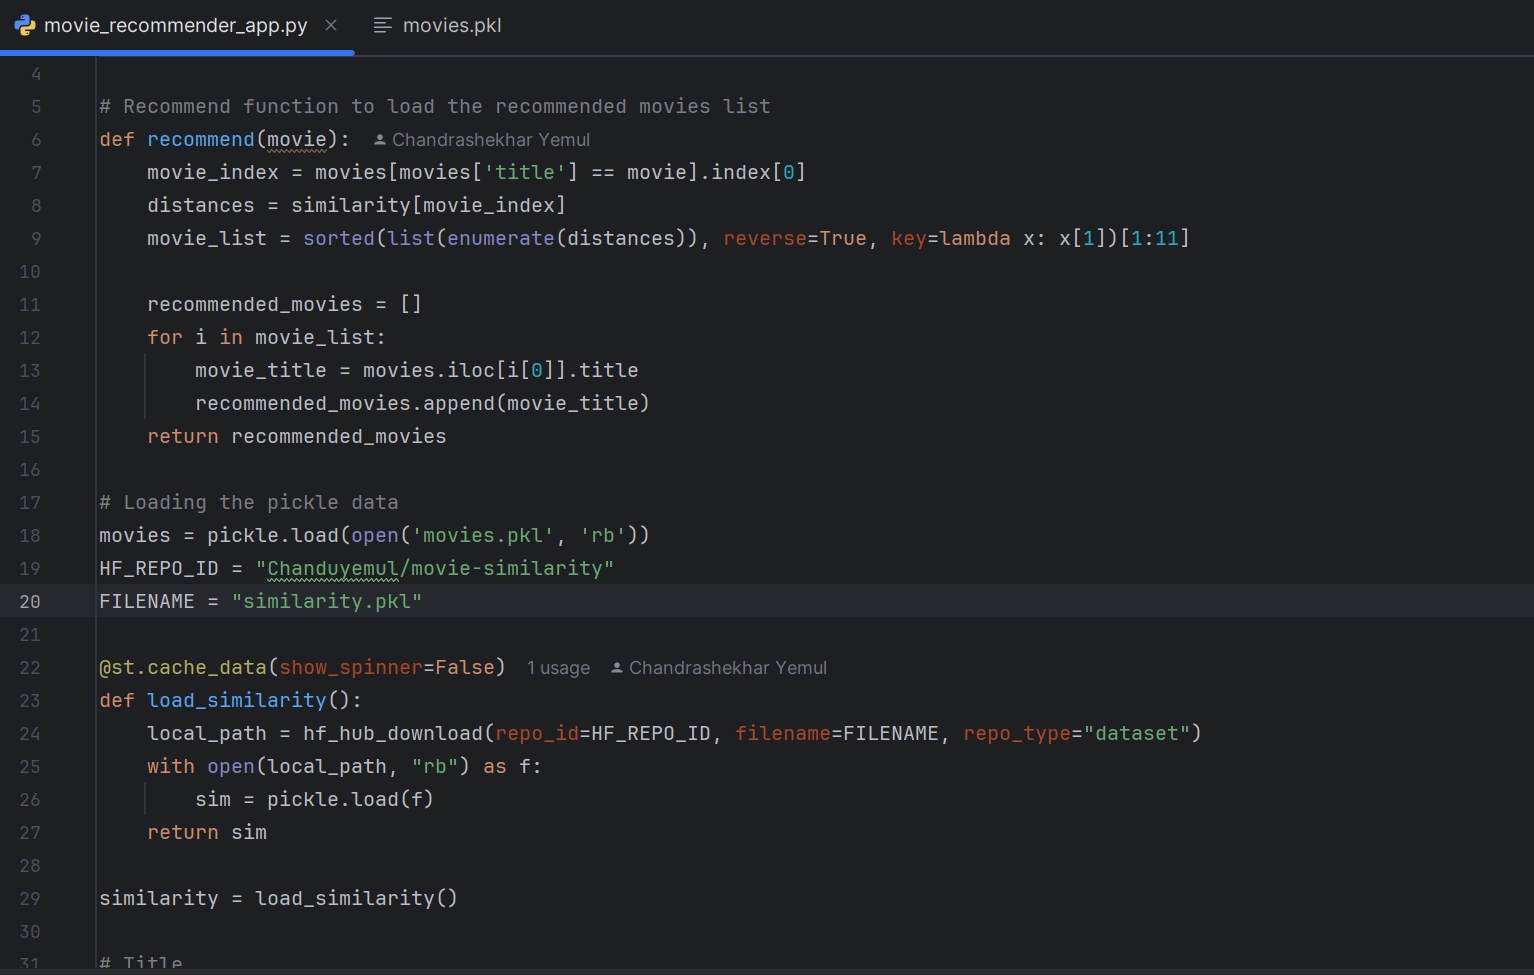 movie_recommender_app.py
movies.pkl
4
5 # Recommend function to load the recommended movies list
6 def recommend(movie): Chandrashekhar Yemul
7     movie_index = movies[movies['title'] == movie].index[0]
8     distances = similarity[movie_index]
9     movie_list = sorted(list(enumerate(distances)), reverse=True, key=lambda x: x[1])[1:11]
10
11     recommended_movies = []
12     for i in movie_list:
13         movie_title = movies.iloc[i[0]].title
14         recommended_movies.append(movie_title)
15     return recommended_movies
16
17 # Loading the pickle data
18 movies = pickle.load(open('movies.pkl', 'rb'))
19 HF_REPO_ID = "Chanduyemul/movie-similarity"
20 FILENAME = "similarity.pkl"
21
22 @st.cache_data(show_spinner=False) 1 usage Chandrashekhar Yemul
23 def load_similarity():
24     local_path = hf_hub_download(repo_id=HF_REPO_ID, filename=FILENAME, repo_type="dataset")
25     with open(local_path, "rb") as f:
26         sim = pickle.load(f)
27     return sim
28
29 similarity = load_similarity()
30
31 # Title